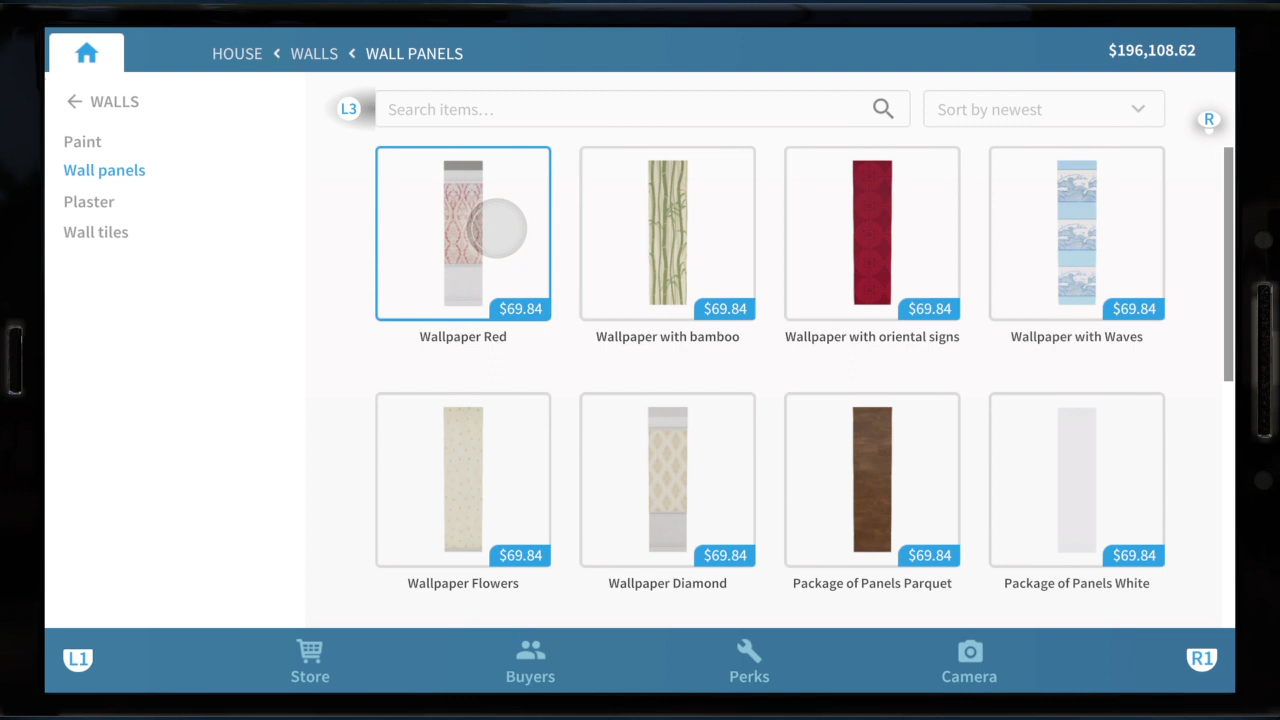 HOUSE < WALLS < WALL PANELS
$196,108.62
WALLS
Paint
Wall panels
Plaster
Wall tiles
L3
Search items...
Sort by newest
R
$69.84
$69.84
$69.84
$69.84
Wallpaper Red
Wallpaper with bamboo
Wallpaper with oriental signs
Wallpaper with Waves
$69.84
$69.84
$69.84
$69.84
Wallpaper Flowers
Wallpaper Diamond
Package of Panels Parquet
Package of Panels White
L1
Store
Buyers
Perks
Camera
R1